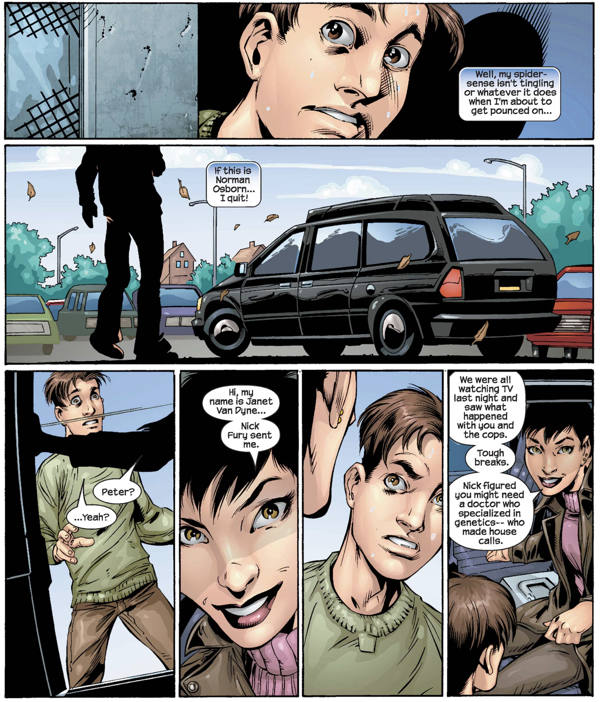 Well, my spider-
sense isn't tingling
or whatever it does
when I'm about to
get pounced on...
If this is
Norman
Osborn...
I quit!
Peter?
...Yeah?
Hi, my
name is Janet
Van Dyne...
Nick
Fury sent
me.
We were all
watching TV
last night and
saw what
happened
with you and
the cops.
Tough
breaks.
Nick figured
you might need
a doctor who
specialized in
genetics-- who
made house
calls.